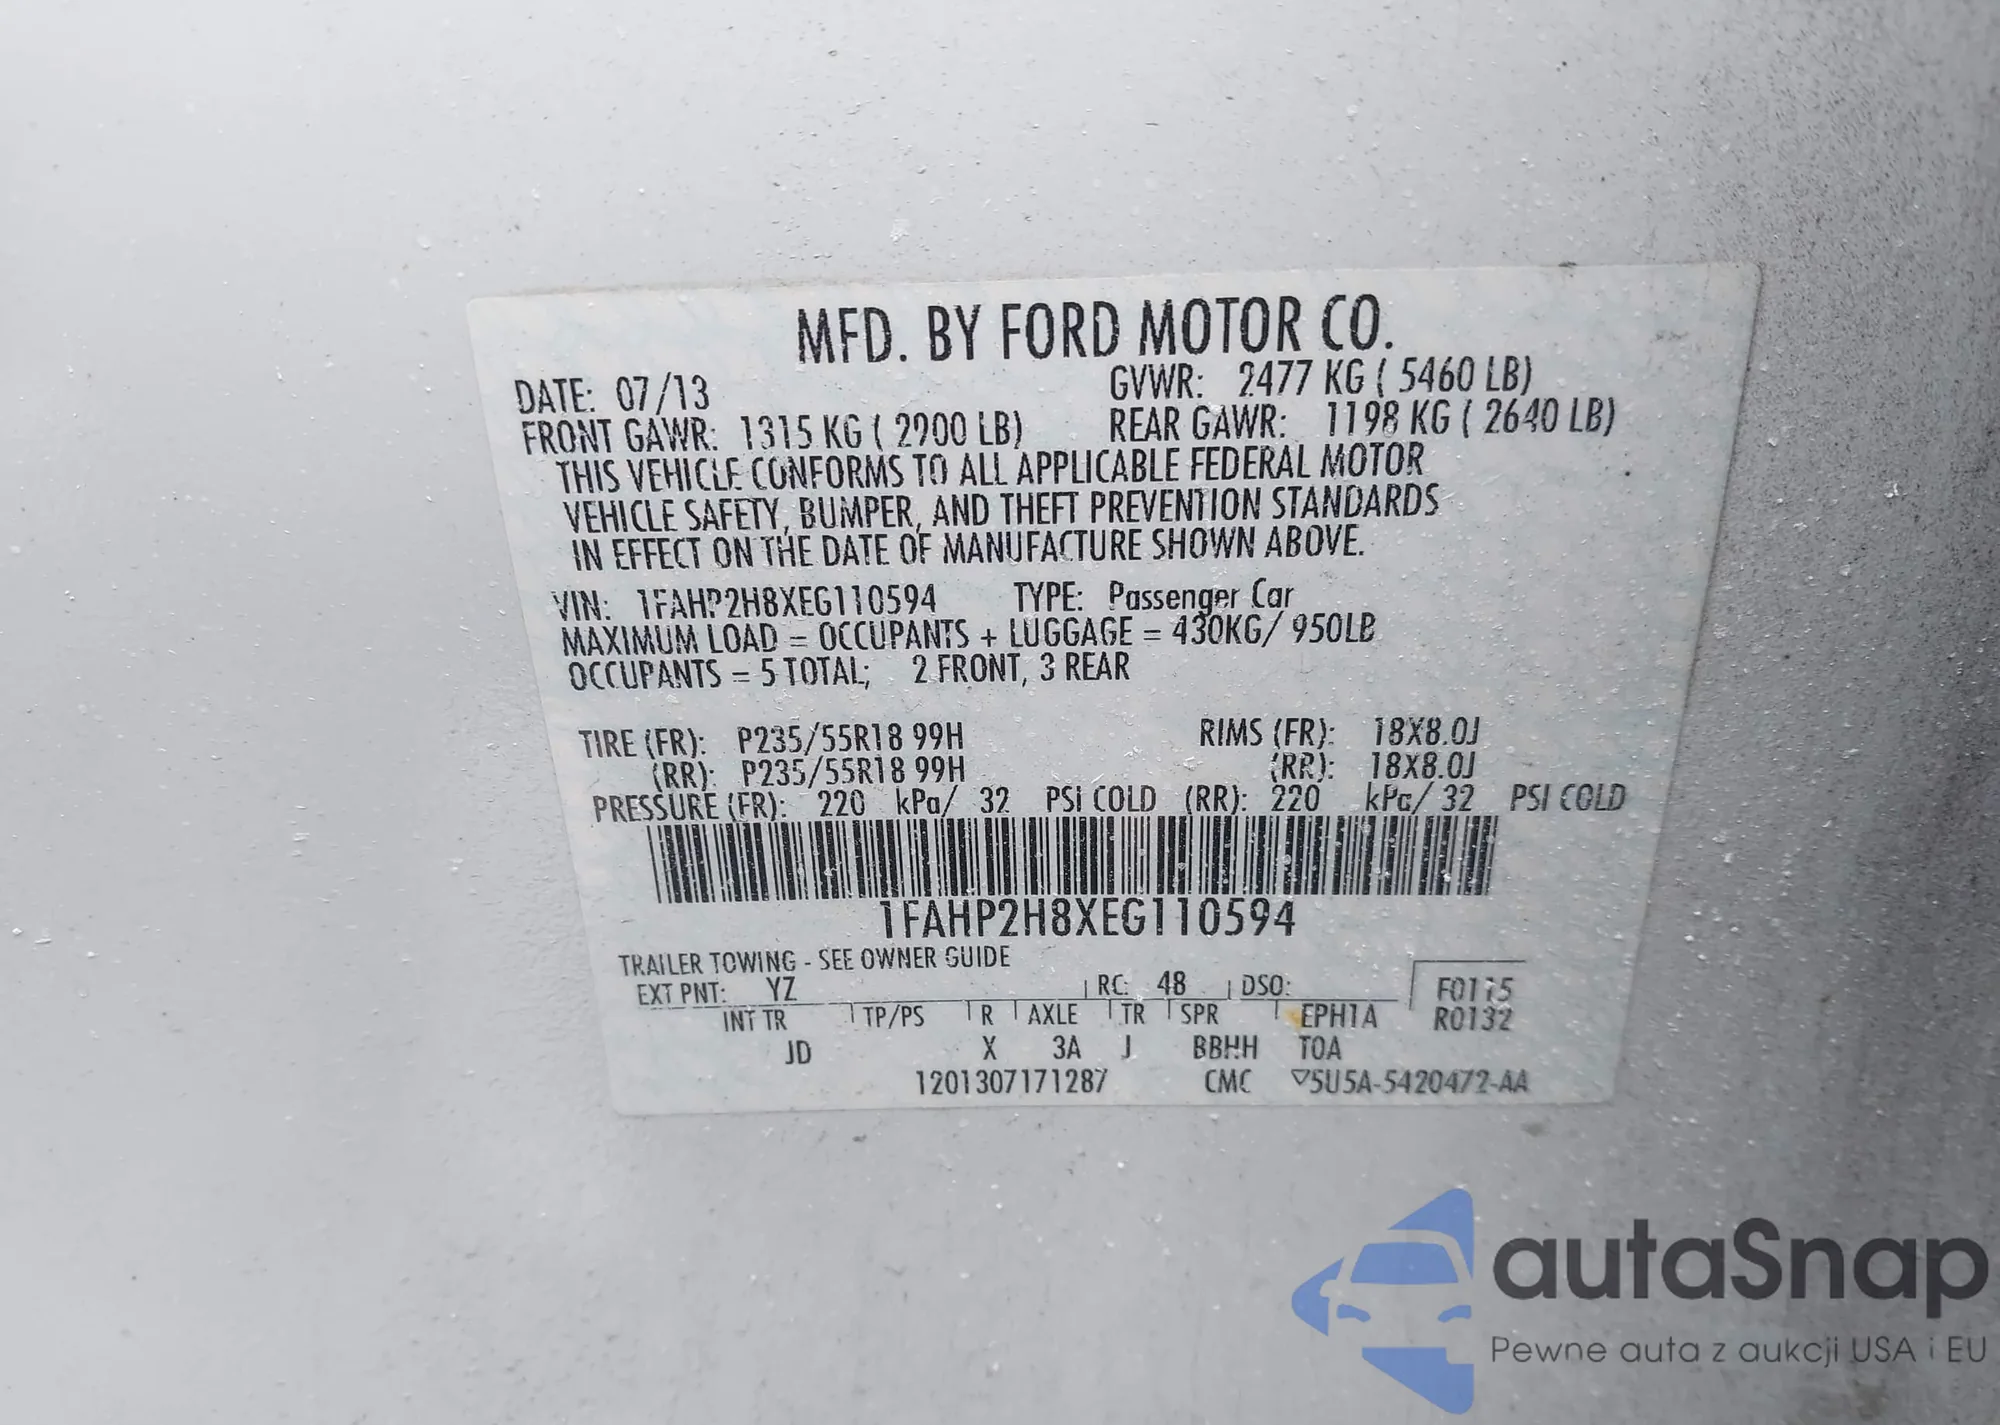 MFD. BY FORD MOTOR CO.
DATE: 07/13 GVWR: 2477 KG ( 5460 LB)
FRONT GAWR: 1315 KG ( 2900 LB) REAR GAWR: 1198 KG ( 2640 LB)
THIS VEHICLE CONFORMS TO ALL APPLICABLE FEDERAL MOTOR
VEHICLE SAFETY, BUMPER, AND THEFT PREVENTION STANDARDS
IN EFFECT ON THE DATE OF MANUFACTURE SHOWN ABOVE.
VIN: 1FAHP2H8XEG110594 TYPE: Passenger Car
MAXIMUM LOAD = OCCUPANTS + LUGGAGE = 430KG/ 950LB
OCCUPANTS = 5 TOTAL; 2 FRONT, 3 REAR
TIRE (FR): P235/55R18 99H RIMS (FR): 18X8.0J
(RR): P235/55R18 99H (RR): 18X8.0J
PRESSURE (FR): 220 kPa/ 32 PSI COLD (RR): 220 kPa/ 32 PSI COLD
1FAHP2H8XEG110594
TRAILER TOWING - SEE OWNER GUIDE
EXT PNT: YZ RC: 48 DSO: F0115
INT TR TP/PS R AXLE TR SPR EPH1A R0132
JD X 3A J BBHH TOA
1201307171287 CMC ▽5U5A-5420472-AA
autaSnap
Pewne auta z aukcji USA i EU